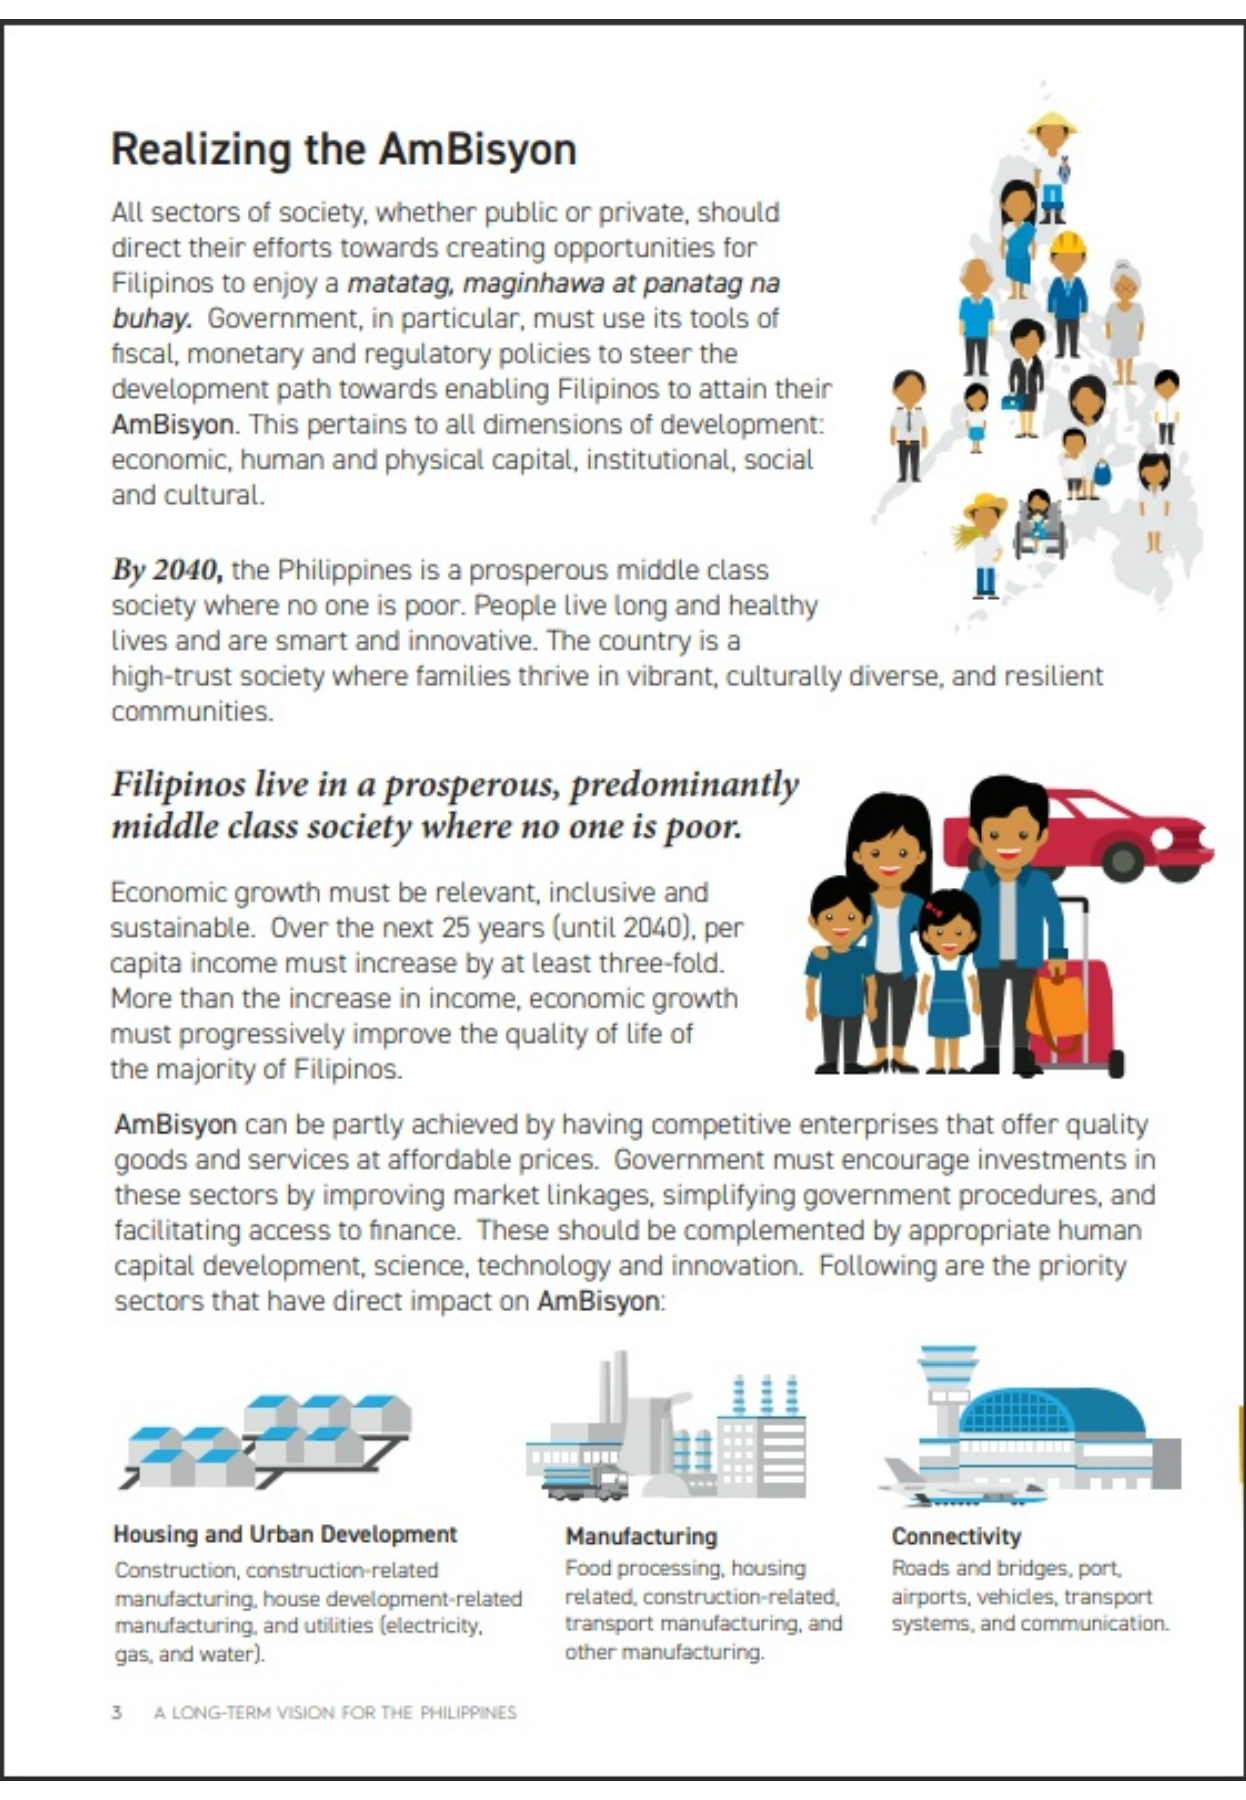 Realizing the AmBisyon
All sectors of society, whether public or private, should
direct their efforts towards creating opportunities for
Filipinos to enjoy a matatag, maginhawa at panatag na
buhay. Government, in particular, must use its tools of
fiscal, monetary and regulatory policies to steer the
development path towards enabling Filipinos to attain their
AmBisyon. This pertains to all dimensions of development:
economic, human and physical capital, institutional, social
and cultural.
By 2040, the Philippines is a prosperous middle class
society where no one is poor. People live long and healthy
lives and are smart and innovative. The country is a
high-trust society where families thrive in vibrant, culturally diverse, and resilient
communities.
Filipinos live in a prosperous, predominantly
middle class society where no one is poor.
Economic growth must be relevant, inclusive and
sustainable. Over the next 25 years (until 2040), per
capita income must increase by at least three-fold.
More than the increase in income, economic growth
must progressively improve the quality of life of
the majority of Filipinos.
AmBisyon can be partly achieved by having competitive enterprises that offer quality
goods and services at affordable prices. Government must encourage investments in
these sectors by improving market linkages, simplifying government procedures, and
facilitating access to finance. These should be complemented by appropriate human
capital development, science, technology and innovation. Following are the priority
sectors that have direct impact on AmBisyon:
Housing and Urban Development
Construction, construction-related
manufacturing, house development-related
manufacturing, and utilities (electricity,
gas, and water).
Manufacturing
Food processing, housing
related, construction-related,
transport manufacturing, and
other manufacturing.
Connectivity
Roads and bridges, port,
airports, vehicles, transport
systems, and communication.
3 A LONG-TERM VISION FOR THE PHILIPPINES